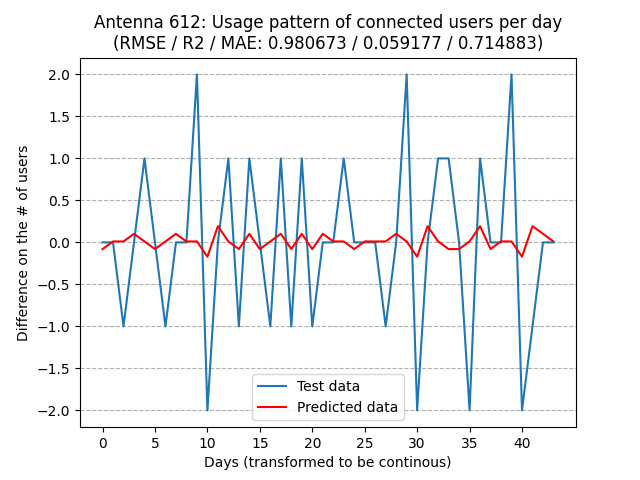 Antenna 612: Usage pattern of connected users per day
(RMSE / R2 / MAE: 0.980673 / 0.059177 / 0.714883)
Difference on the # of users
2.0
1.5
1.0
0.5
0.0
−0.5
−1.0
−1.5
−2.0
Test data
Predicted data
0 5 10 15 20 25 30 35 40
Days (transformed to be continous)